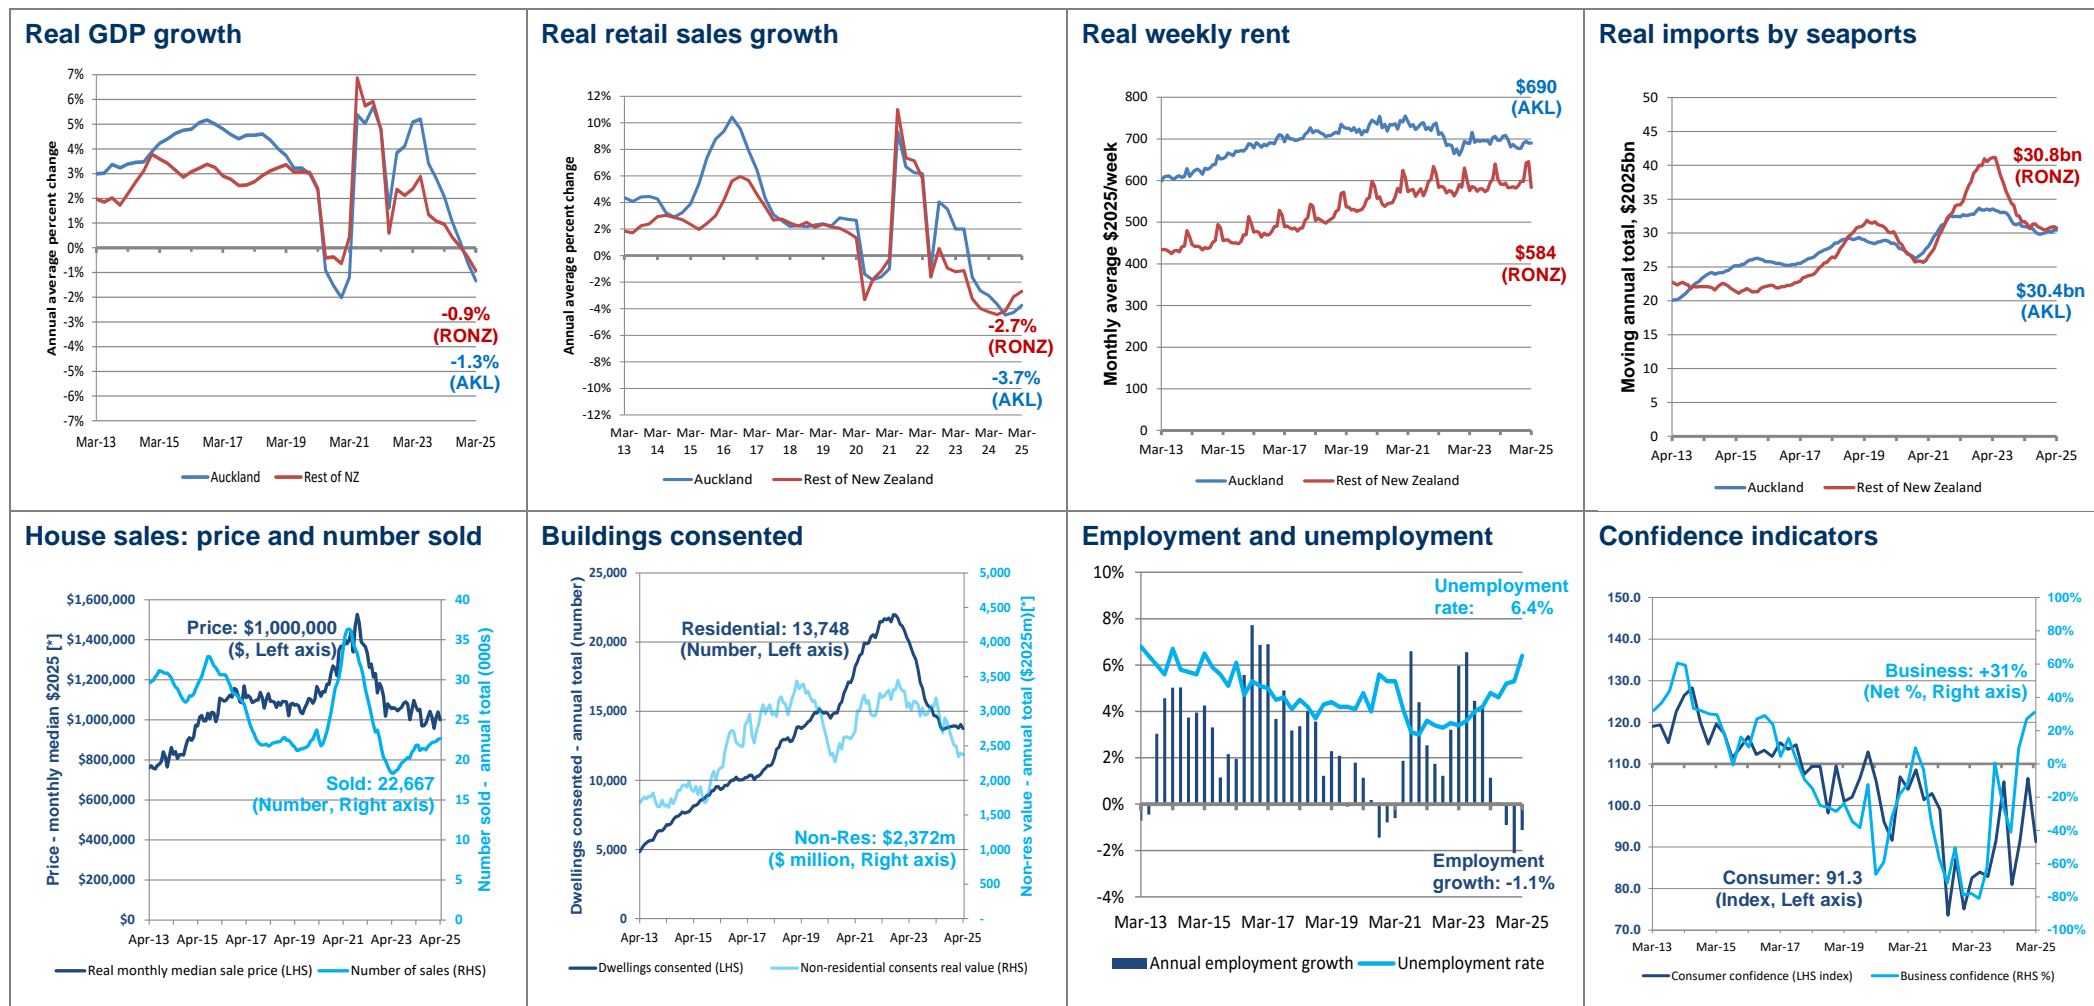 Real GDP growth
Annual average percent change
7%
6%
5%
4%
3%
2%
1%
0%
-1%
-2%
-3%
-4%
-5%
-6%
-7%
-0.9%
(RONZ)
-1.3%
(AKL)
Mar-13 Mar-15 Mar-17 Mar-19 Mar-21 Mar-23 Mar-25
Auckland Rest of NZ
Real retail sales growth
Annual average percent change
12%
10%
8%
6%
4%
2%
0%
-2%
-4%
-6%
-8%
-10%
-12%
-2.7%
(RONZ)
-3.7%
(AKL)
Mar- Mar- Mar- Mar- Mar- Mar- Mar- Mar- Mar- Mar- Mar- Mar- Mar-
13 14 15 16 17 18 19 20 21 22 23 24 25
Auckland Rest of New Zealand
Real weekly rent
Monthly average $2025/week
800
700
600
500
400
300
200
100
0
$690
(AKL)
$584
(RONZ)
Mar-13 Mar-15 Mar-17 Mar-19 Mar-21 Mar-23 Mar-25
Auckland Rest of New Zealand
Real imports by seaports
Moving annual total, $2025bn
50
45
40
35
30
25
20
15
10
5
0
$30.8bn
(RONZ)
$30.4bn
(AKL)
Apr-13 Apr-15 Apr-17 Apr-19 Apr-21 Apr-23 Apr-25
Auckland Rest of New Zealand
House sales: price and number sold
Price - monthly median $2025 [*]
$1,600,000
$1,400,000
$1,200,000
$1,000,000
$800,000
$600,000
$400,000
$200,000
$0
Price: $1,000,000
($, Left axis)
Sold: 22,667
(Number, Right axis)
40
35
30
25
20
15
10
5
0
Number sold - annual total (000s)
Apr-13 Apr-15 Apr-17 Apr-19 Apr-21 Apr-23 Apr-25
Real monthly median sale price (LHS) Number of sales (RHS)
Buildings consented
Dwellings consented - annual total (number)
25,000
20,000
15,000
10,000
5,000
0
Residential: 13,748
(Number, Left axis)
Non-Res: $2,372m
($ million, Right axis)
5,000
4,500
4,000
3,500
3,000
2,500
2,000
1,500
1,000
500
-
Non-res value - annual total ($2025m)[*]
Apr-13 Apr-15 Apr-17 Apr-19 Apr-21 Apr-23 Apr-25
Dwellings consented (LHS) Non-residential consents real value (RHS)
Employment and unemployment
10%
8%
6%
4%
2%
0%
-2%
-4%
Unemployment
rate: 6.4%
Employment
growth: -1.1%
Mar-13 Mar-15 Mar-17 Mar-19 Mar-21 Mar-23 Mar-25
Annual employment growth Unemployment rate
Confidence indicators
150.0
140.0
130.0
120.0
110.0
100.0
90.0
80.0
70.0
Business: +31%
(Net %, Right axis)
Consumer: 91.3
(Index, Left axis)
100%
80%
60%
40%
20%
0%
-20%
-40%
-60%
-80%
-100%
Mar-13 Mar-15 Mar-17 Mar-19 Mar-21 Mar-23 Mar-25
Consumer confidence (LHS index) Business confidence (RHS %)